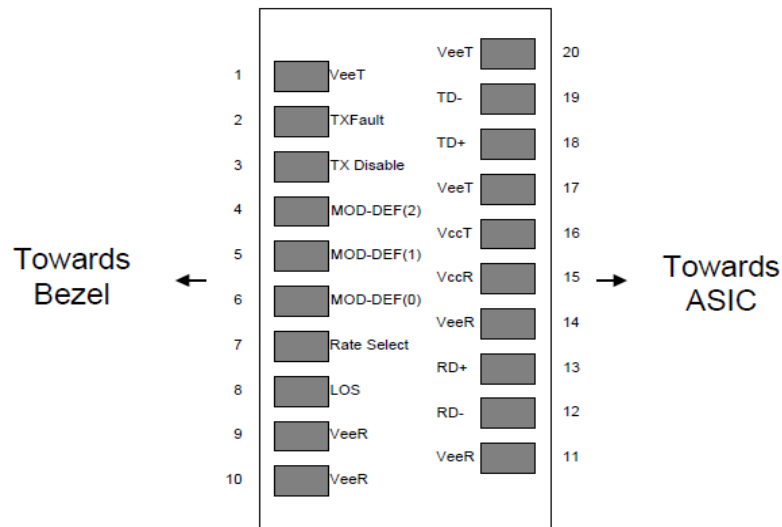 Towards
Bezel
1 VeeT
2 TXFault
3 TX Disable
4 MOD-DEF(2)
5 MOD-DEF(1)
6 MOD-DEF(0)
7 Rate Select
8 LOS
9 VeeR
10 VeeR
VeeT 20
TD- 19
TD+ 18
VeeT 17
VccT 16
VccR 15
VeeR 14
RD+ 13
RD- 12
VeeR 11
Towards
ASIC